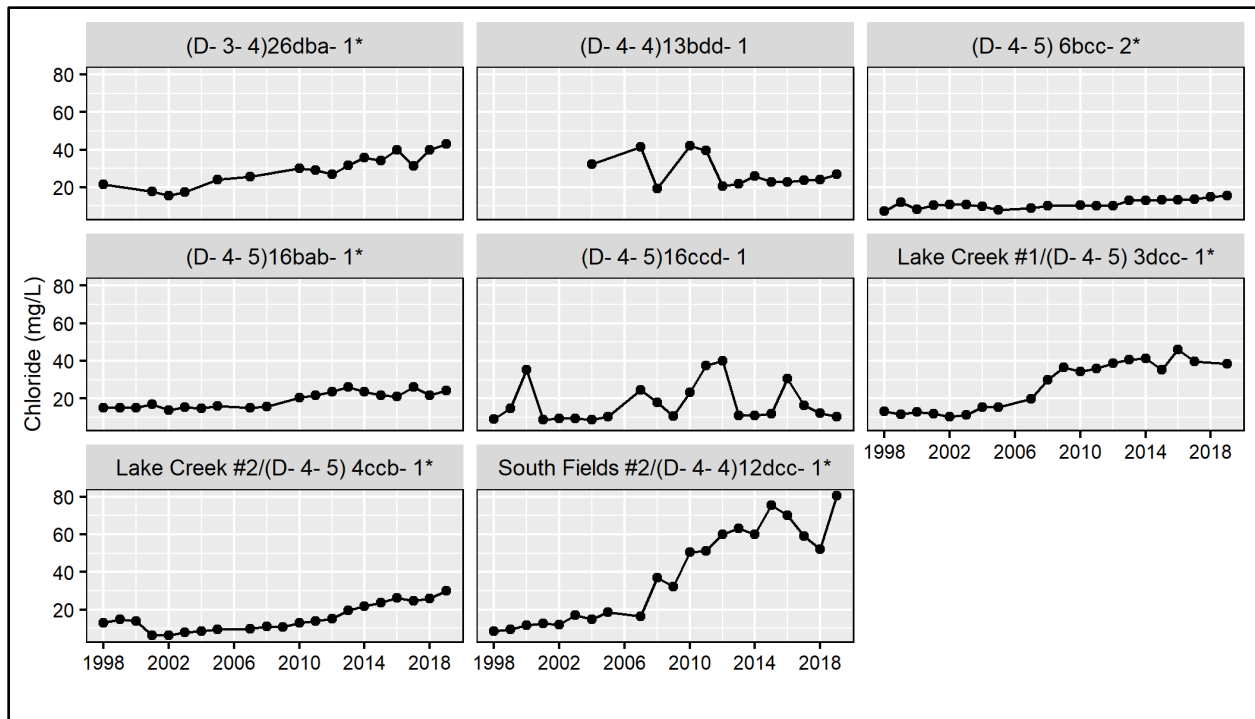 (D- 3- 4)26dba- 1*
(D- 4- 4)13bdd- 1
(D- 4- 5) 6bcc- 2*
80
60
40
20
(D- 4- 5)16bab- 1*
(D- 4- 5)16ccd- 1
Lake Creek #1/(D- 4- 5) 3dcc- 1*
Chloride (mg/L)
80
60
40
20
1998 2002 2006 2010 2014 2018
Lake Creek #2/(D- 4- 5) 4ccb- 1*
South Fields #2/(D- 4- 4)12dcc- 1*
80
60
40
20
1998 2002 2006 2010 2014 2018
1998 2002 2006 2010 2014 2018